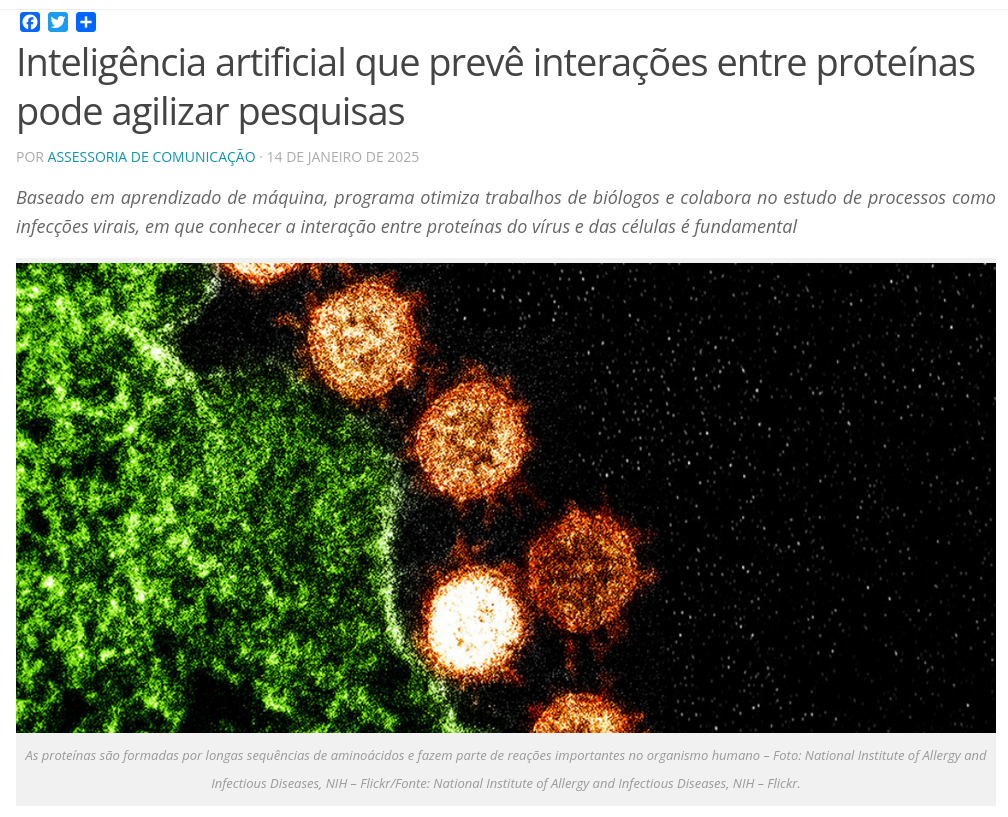 Inteligência artificial que prevê interações entre proteínas
pode agilizar pesquisas
POR ASSESSORIA DE COMUNICAÇÃO · 14 DE JANEIRO DE 2025
Baseado em aprendizado de máquina, programa otimiza trabalhos de biólogos e colabora no estudo de processos como
infecções virais, em que conhecer a interação entre proteínas do vírus e das células é fundamental
As proteínas são formadas por longas sequências de aminoácidos e fazem parte de reações importantes no organismo humano – Foto: National Institute of Allergy and
Infectious Diseases, NIH – Flickr/Fonte: National Institute of Allergy and Infectious Diseases, NIH – Flickr.